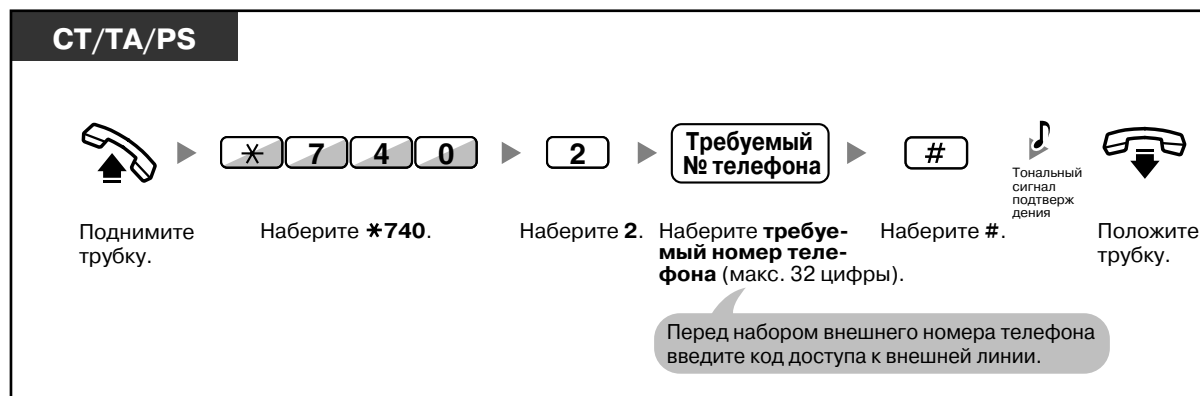 CT/TA/PS
✳ 7 4 0
2
Требуемый
№ телефона
#
Тональный
сигнал
подтверж
дения
Поднимите
трубку.
Наберите ✳740.
Наберите 2.
Наберите требуе-
мый номер теле-
фона (макс. 32 цифры).
Наберите #.
Положите
трубку.
Перед набором внешнего номера телефона
введите код доступа к внешней линии.